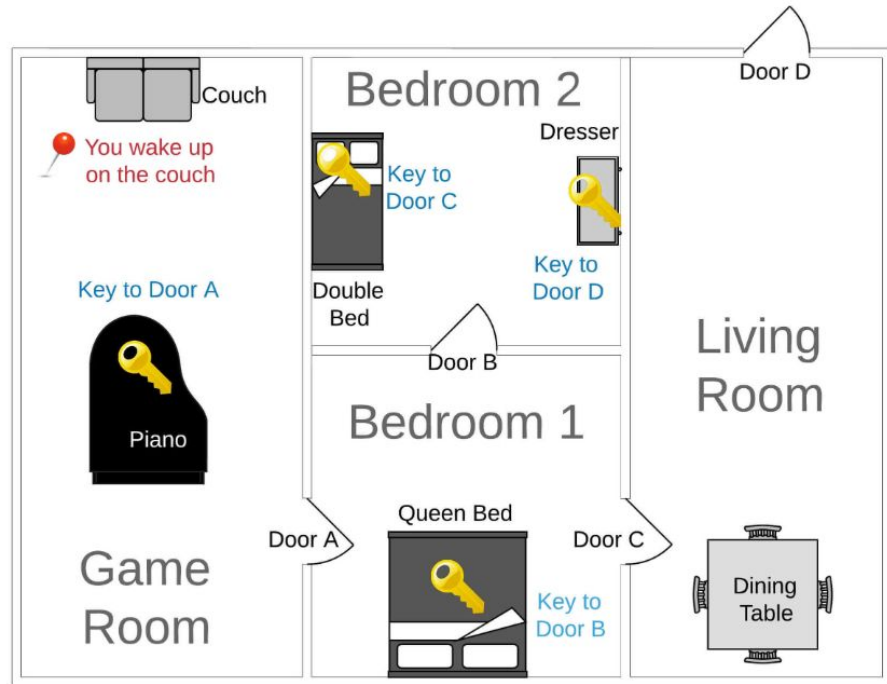 Couch
You wake up
on the couch
Bedroom 2
Door D
Dresser
Key to
Door C
Key to
Door D
Key to Door A
Double
Bed
Living
Room
Door B
Bedroom 1
Piano
Queen Bed
Door A
Door C
Game
Room
Key to
Door B
Dining
Table